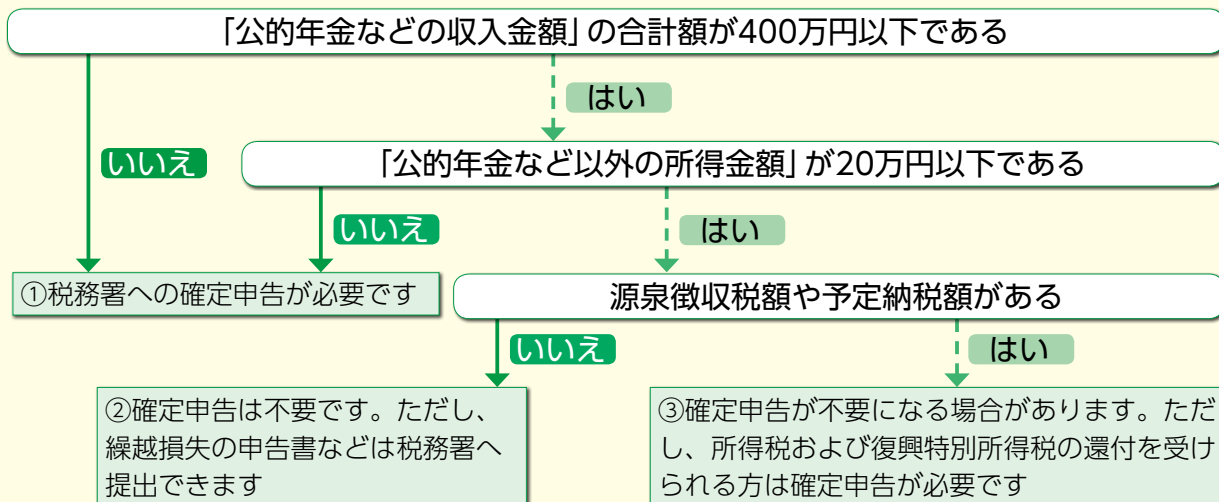 「公的年金などの収入金額」の合計額が400万円以下である
はい
いいえ
「公的年金など以外の所得金額」が20万円以下である
いいえ
はい
①税務署への確定申告が必要です
源泉徴収税額や予定納税額がある
いいえ
はい
②確定申告は不要です。ただし、
繰越損失の申告書などは税務署へ
提出できます
③確定申告が不要になる場合があります。ただ
し、所得税および復興特別所得税の還付を受け
られる方は確定申告が必要です